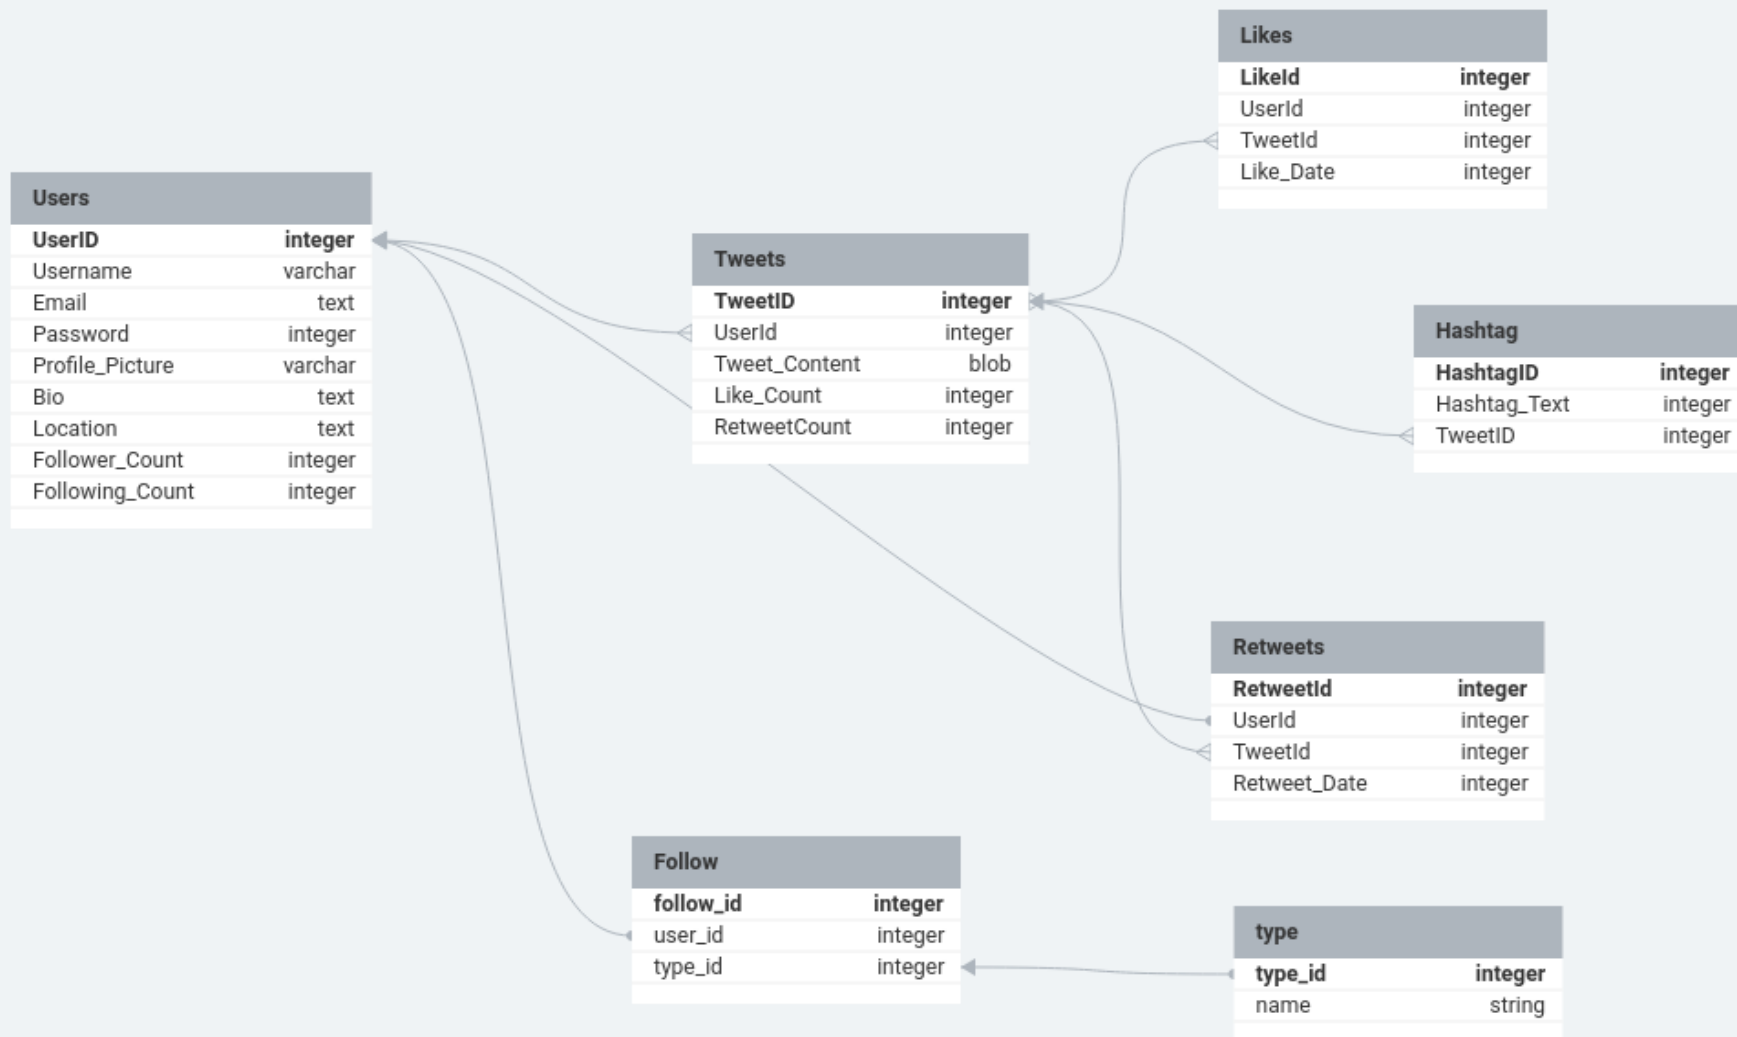 Users
UserID integer
Username varchar
Email text
Password integer
Profile_Picture varchar
Bio text
Location text
Follower_Count integer
Following_Count integer
Tweets
TweetID integer
UserId integer
Tweet_Content blob
Like_Count integer
RetweetCount integer
Likes
LikeId integer
UserId integer
TweetId integer
Like_Date integer
Hashtag
HashtagID integer
Hashtag_Text integer
TweetID integer
Retweets
RetweetId integer
UserId integer
TweetId integer
Retweet_Date integer
Follow
follow_id integer
user_id integer
type_id integer
type
type_id integer
name string